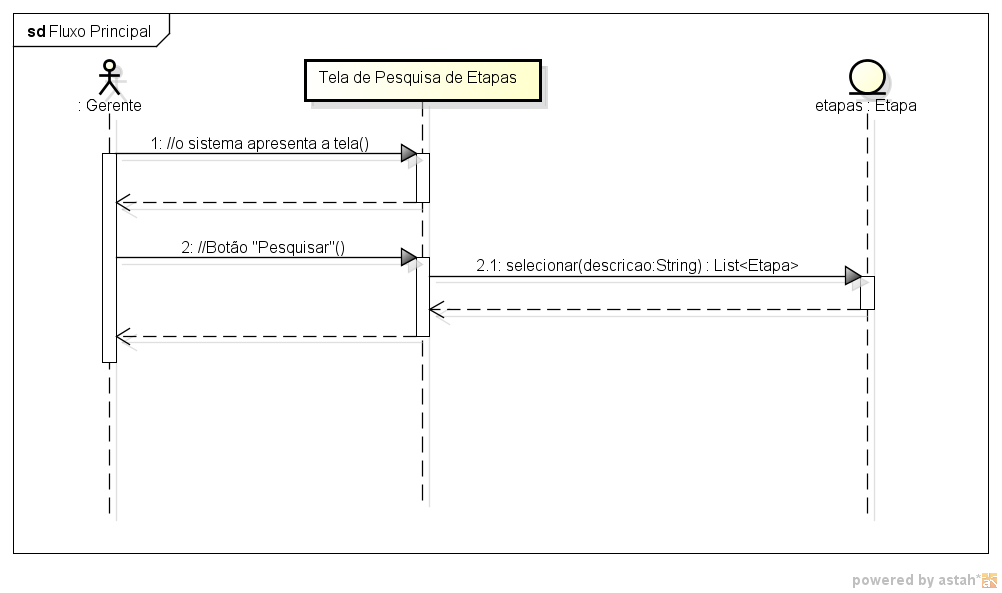 sd Fluxo Principal
: Gerente
Tela de Pesquisa de Etapas
etapas : Etapa
1: //o sistema apresenta a tela()
2: //Botão "Pesquisar"()
2.1: selecionar(descricao:String) : List<Etapa>
powered by astah*